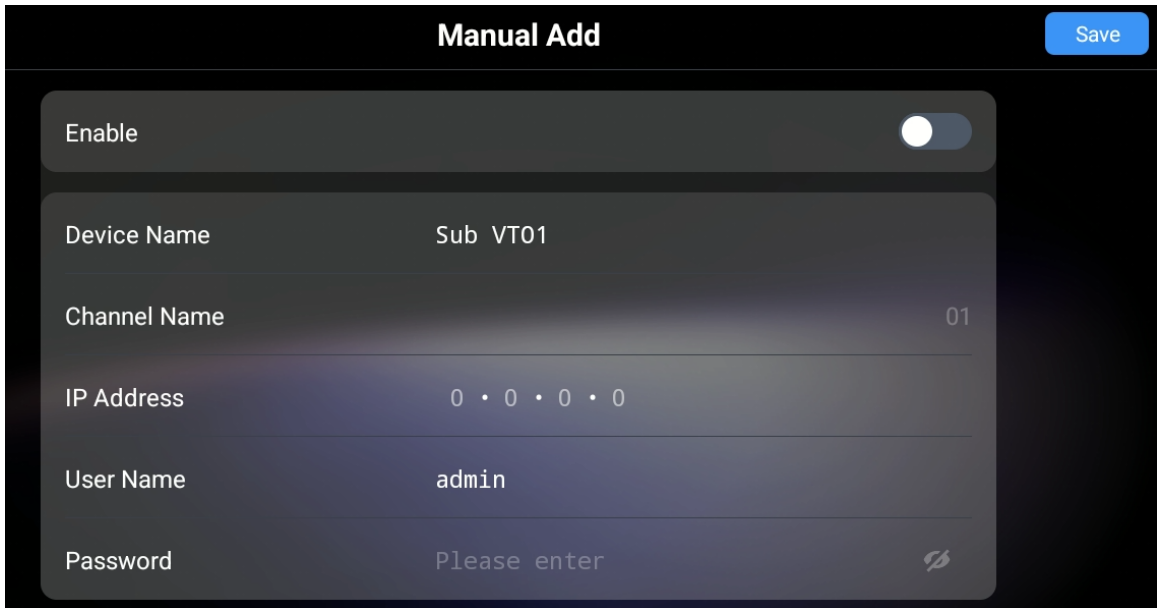 Manual Add Save
Enable
Device Name Sub VTO1
Channel Name 01
IP Address 0 . 0 . 0 . 0
User Name admin
Password Please enter